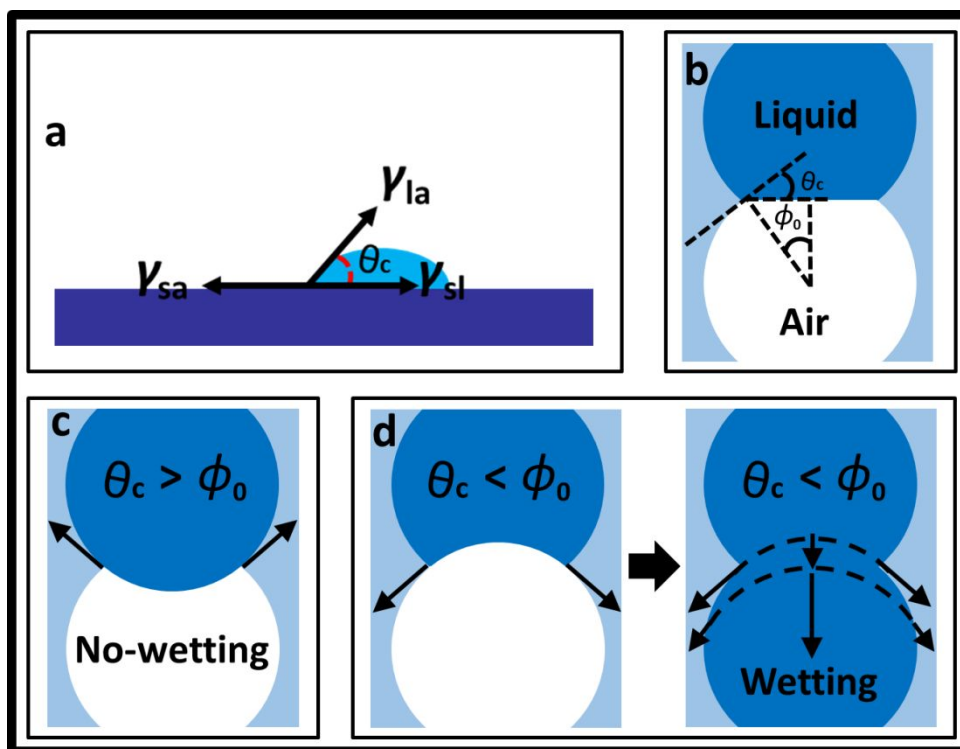 a
γla
θc
γsa
γsl
b
Liquid
θc
ϕ0
Air
c
θc > ϕ0
No-wetting
d
θc < ϕ0
θc < ϕ0
Wetting